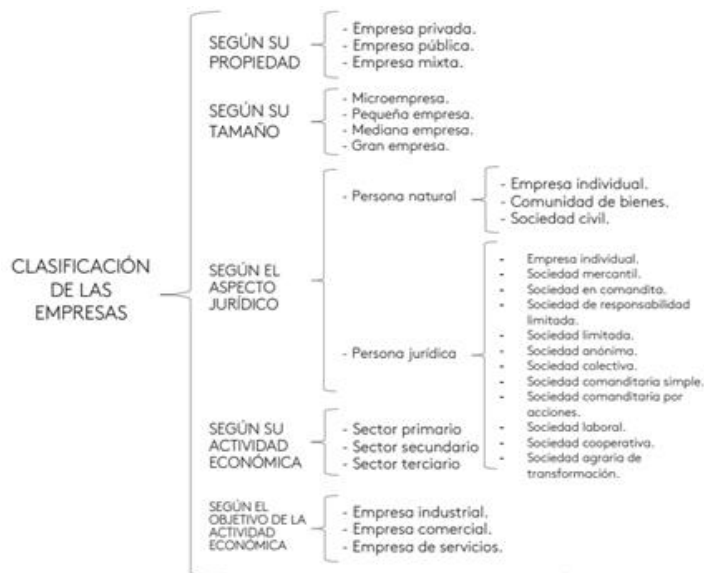 CLASIFICACIÓN
DE LAS
EMPRESAS
SEGÚN SU
PROPIEDAD
- Empresa privada.
- Empresa pública.
- Empresa mixta.
SEGÚN SU
TAMAÑO
- Microempresa.
- Pequeña empresa.
- Mediana empresa.
- Gran empresa.
SEGÚN EL
ASPECTO
JURÍDICO
- Persona natural
- Empresa individual.
- Comunidad de bienes.
- Sociedad civil.
- Persona jurídica
- Empresa individual.
- Sociedad mercantil.
- Sociedad en comandita.
- Sociedad de responsabilidad
limitada.
- Sociedad limitada.
- Sociedad anónima.
- Sociedad colectiva.
- Sociedad comanditaria simple.
- Sociedad comanditaria por
acciones.
- Sociedad laboral.
- Sociedad cooperativa.
- Sociedad agraria de
transformación.
SEGÚN SU
ACTIVIDAD
ECONÓMICA
- Sector primario
- Sector secundario
- Sector terciario
SEGÚN EL
OBJETIVO DE LA
ACTIVIDAD
ECONÓMICA
- Empresa industrial.
- Empresa comercial.
- Empresa de servicios.